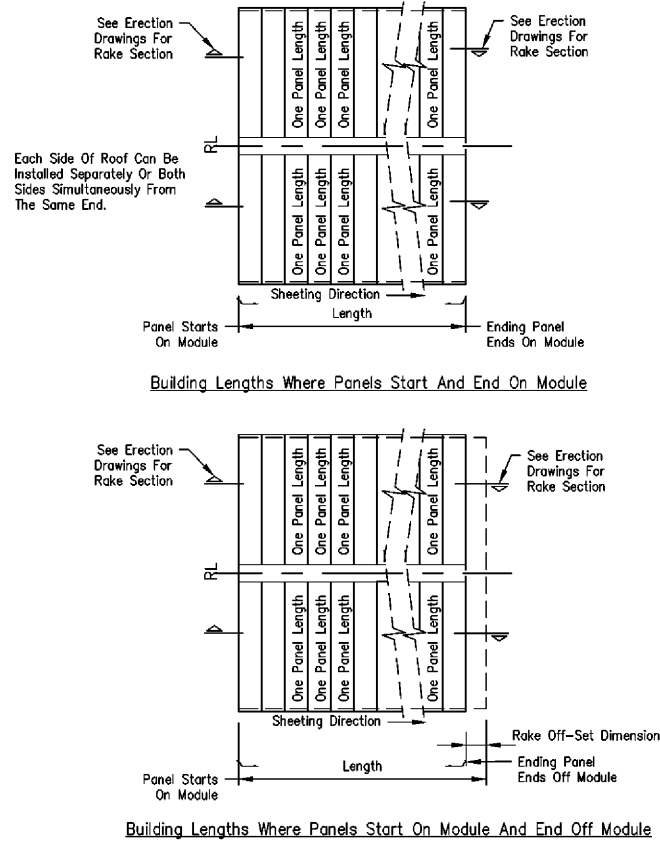 See Erection
Drawings For
Rake Section
See Erection
Drawings For
Rake Section
One Panel Length
One Panel Length
One Panel Length
One Panel Length
RL
Each Side Of Roof Can Be
Installed Separately Or Both
Sides Simultaneously From
The Same End.
One Panel Length
One Panel Length
One Panel Length
One Panel Length
Sheeting Direction
Length
Panel Starts
On Module
Ending Panel
Ends On Module
Building Lengths Where Panels Start And End On Module
See Erection
Drawings For
Rake Section
See Erection
Drawings For
Rake Section
One Panel Length
One Panel Length
One Panel Length
One Panel Length
RL
One Panel Length
One Panel Length
One Panel Length
One Panel Length
Sheeting Direction
Rake Off-Set Dimension
Length
Ending Panel
Ends Off Module
Panel Starts
On Module
Building Lengths Where Panels Start On Module And End Off Module